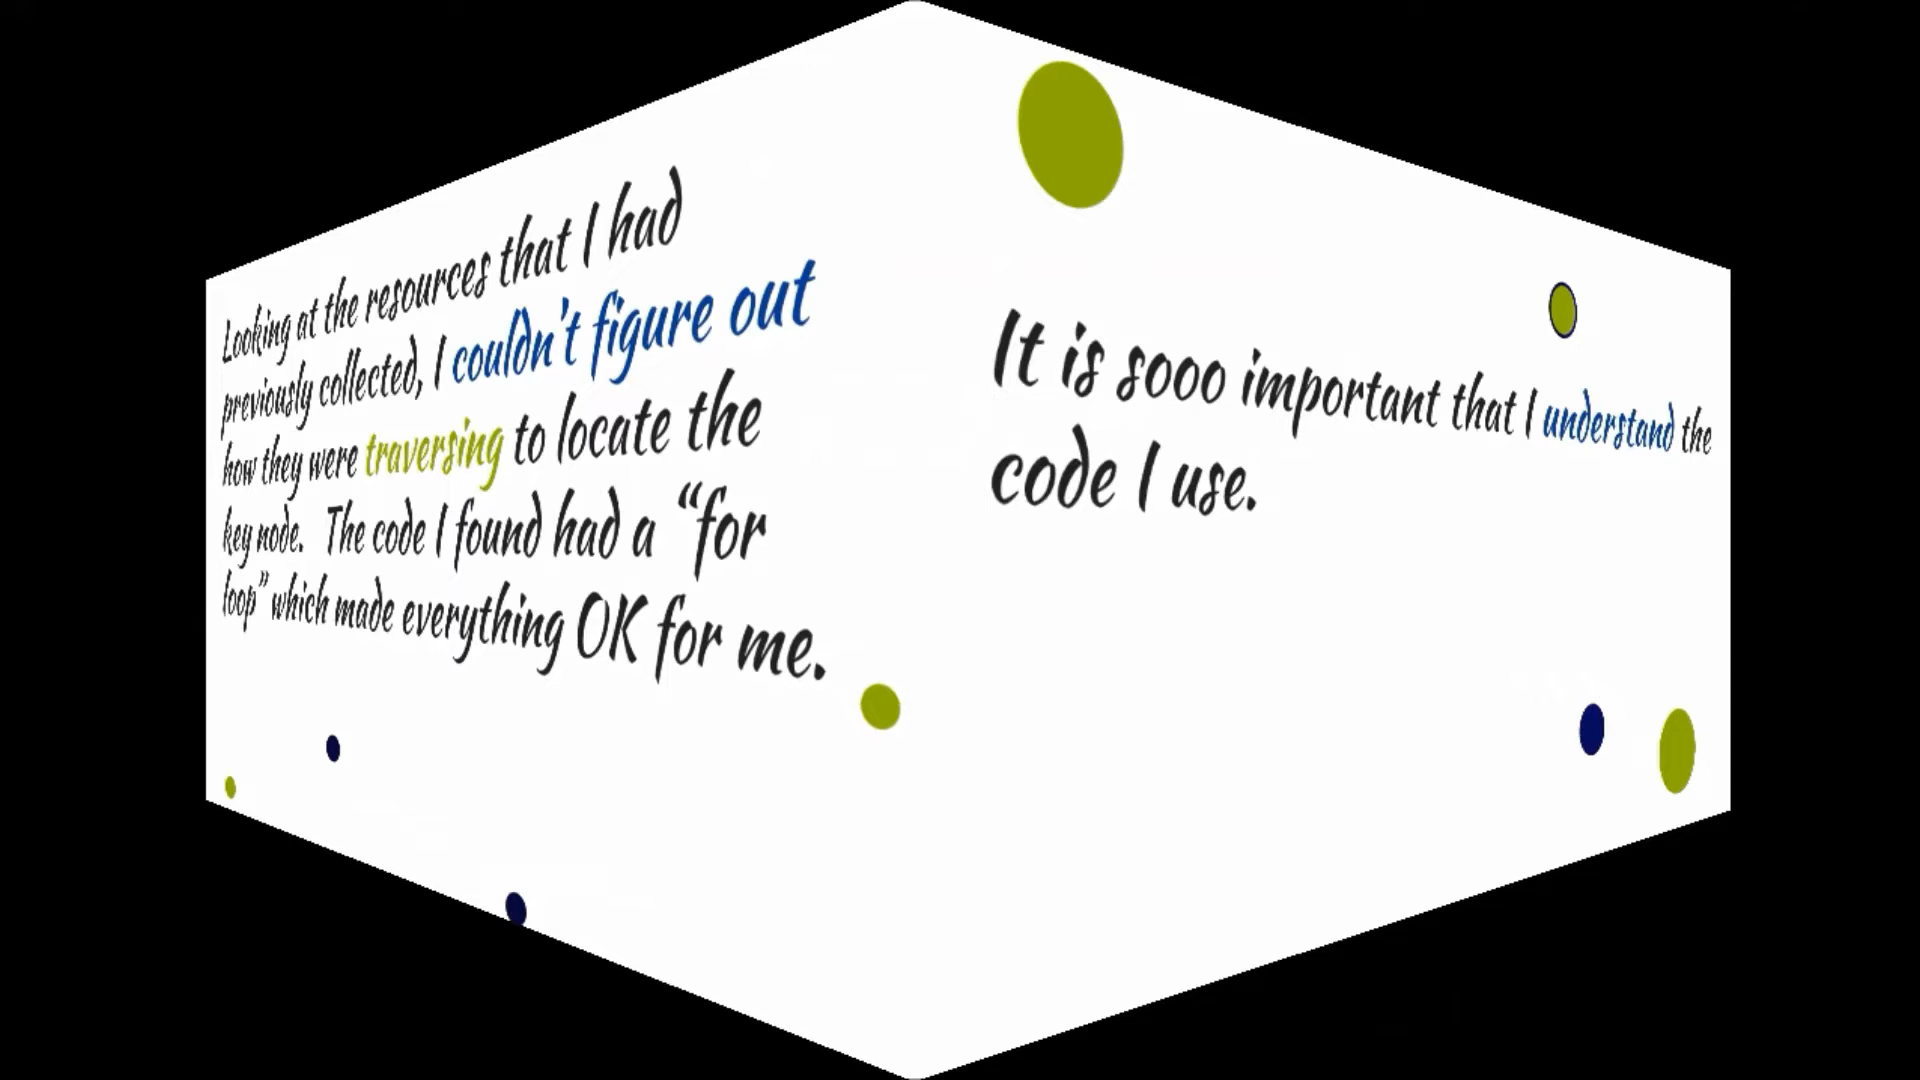 Looking at the resources that I had
previously collected, I couldn't figure out
how they were traversing to locate the
key node. The code I found had a “for
loop” which made everything OK for me.
It is sooo important that I understand the
code I use.